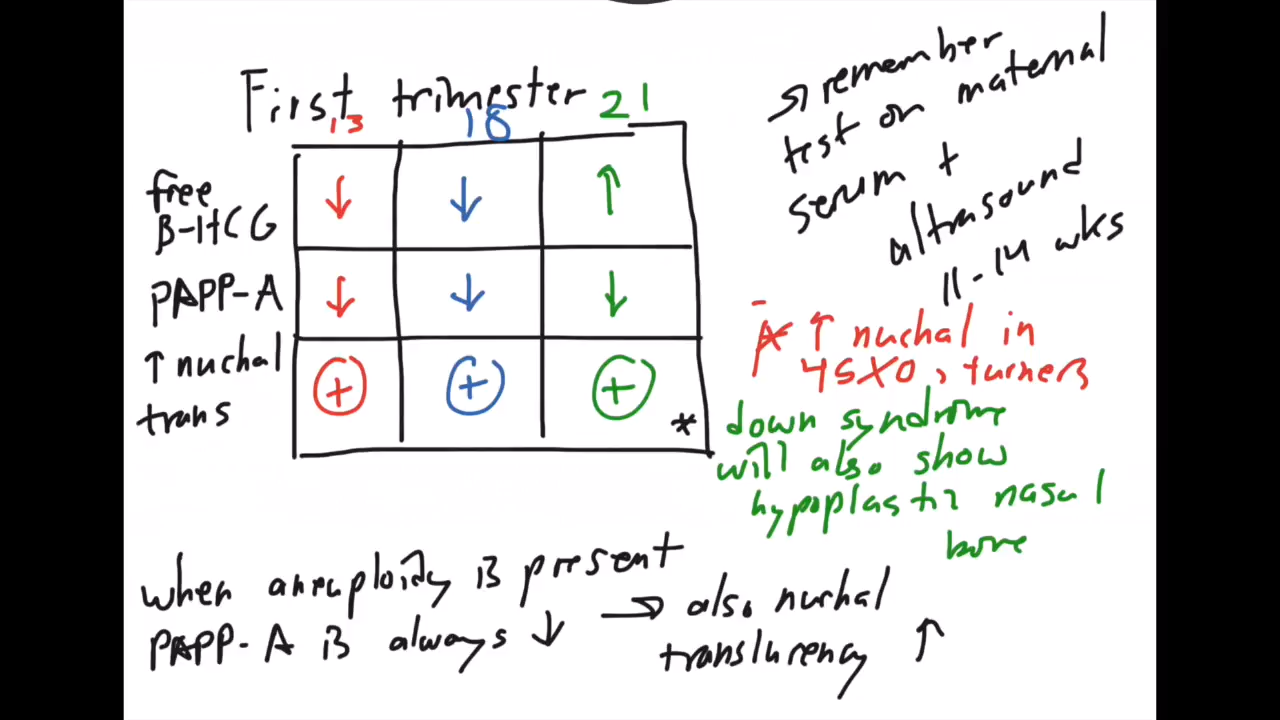 First trimester
13 18 21
free
B-HCG ↓ ↓ ↑
PAPP-A ↓ ↓ ↓
↑ nuchal
trans + + +
*
→ remember
test on maternal
serum +
ultrasound
11-14 wks
* ↑ nuchal in
45XO, turners
down syndrome
will also show
hypoplastic nasal
bone
when aneuploidy is present
PAPP-A is always ↓
→ also nuchal
translucency ↑